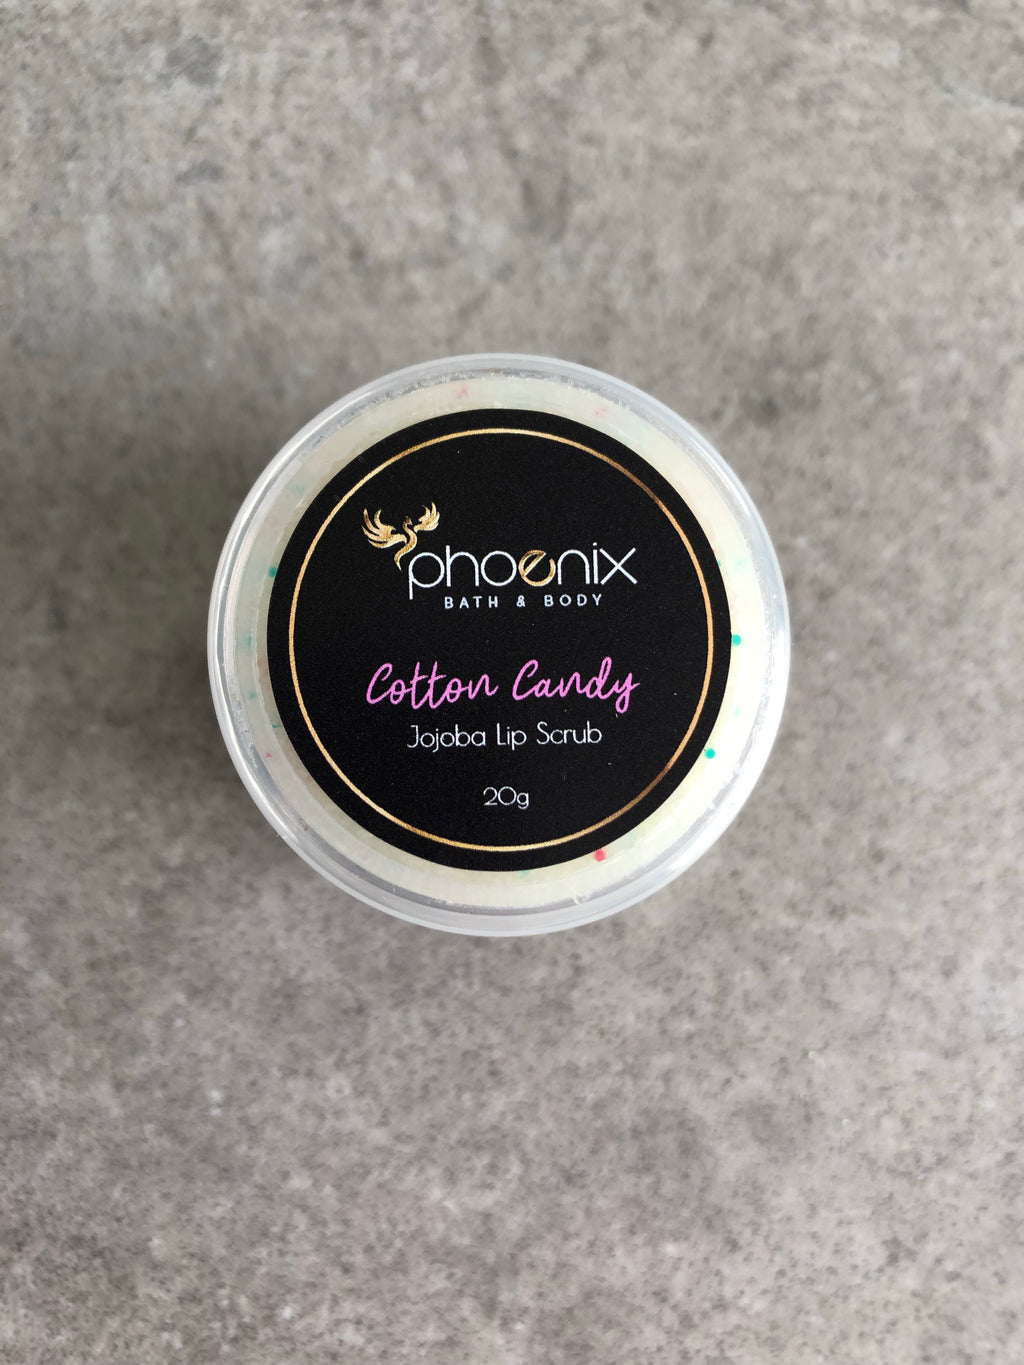 phoenix
BATH & BODY
Cotton Candy
Jojoba Lip Scrub
20g